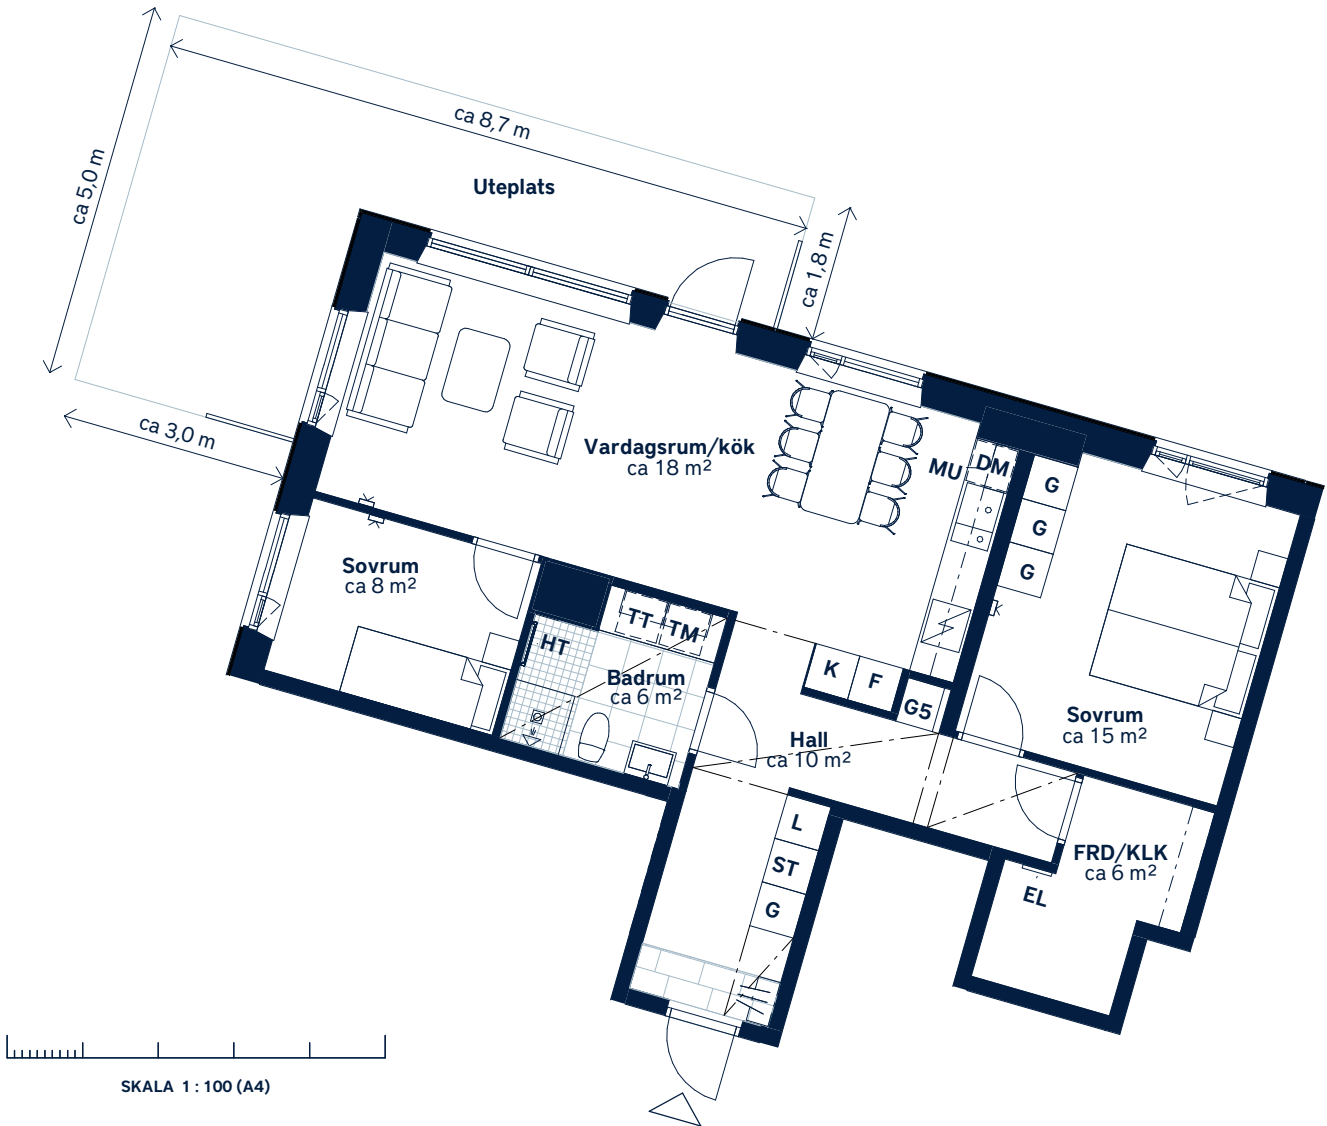 ca 8,7 m
ca 5,0 m
Uteplats
ca 1,8 m
ca 3,0 m
Vardagsrum/kök
ca 18 m²
MU
DM
G
G
G
Sovrum
ca 8 m²
TT
TM
HT
Badrum
ca 6 m²
K
F
G5
Sovrum
ca 15 m²
Hall
ca 10 m²
L
ST
G
FRD/KLK
ca 6 m²
EL
SKALA 1 : 100 (A4)